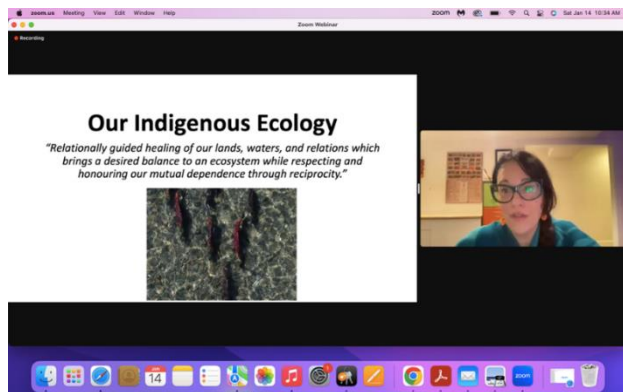 zoom.us Meeting View Edit Window Help
zoom
Sat Jan 14 10:34 AM
Zoom Webinar
Recording
Our Indigenous Ecology
“Relationally guided healing of our lands, waters, and relations which
brings a desired balance to an ecosystem while respecting and
honouring our mutual dependence through reciprocity.”
14
zoom